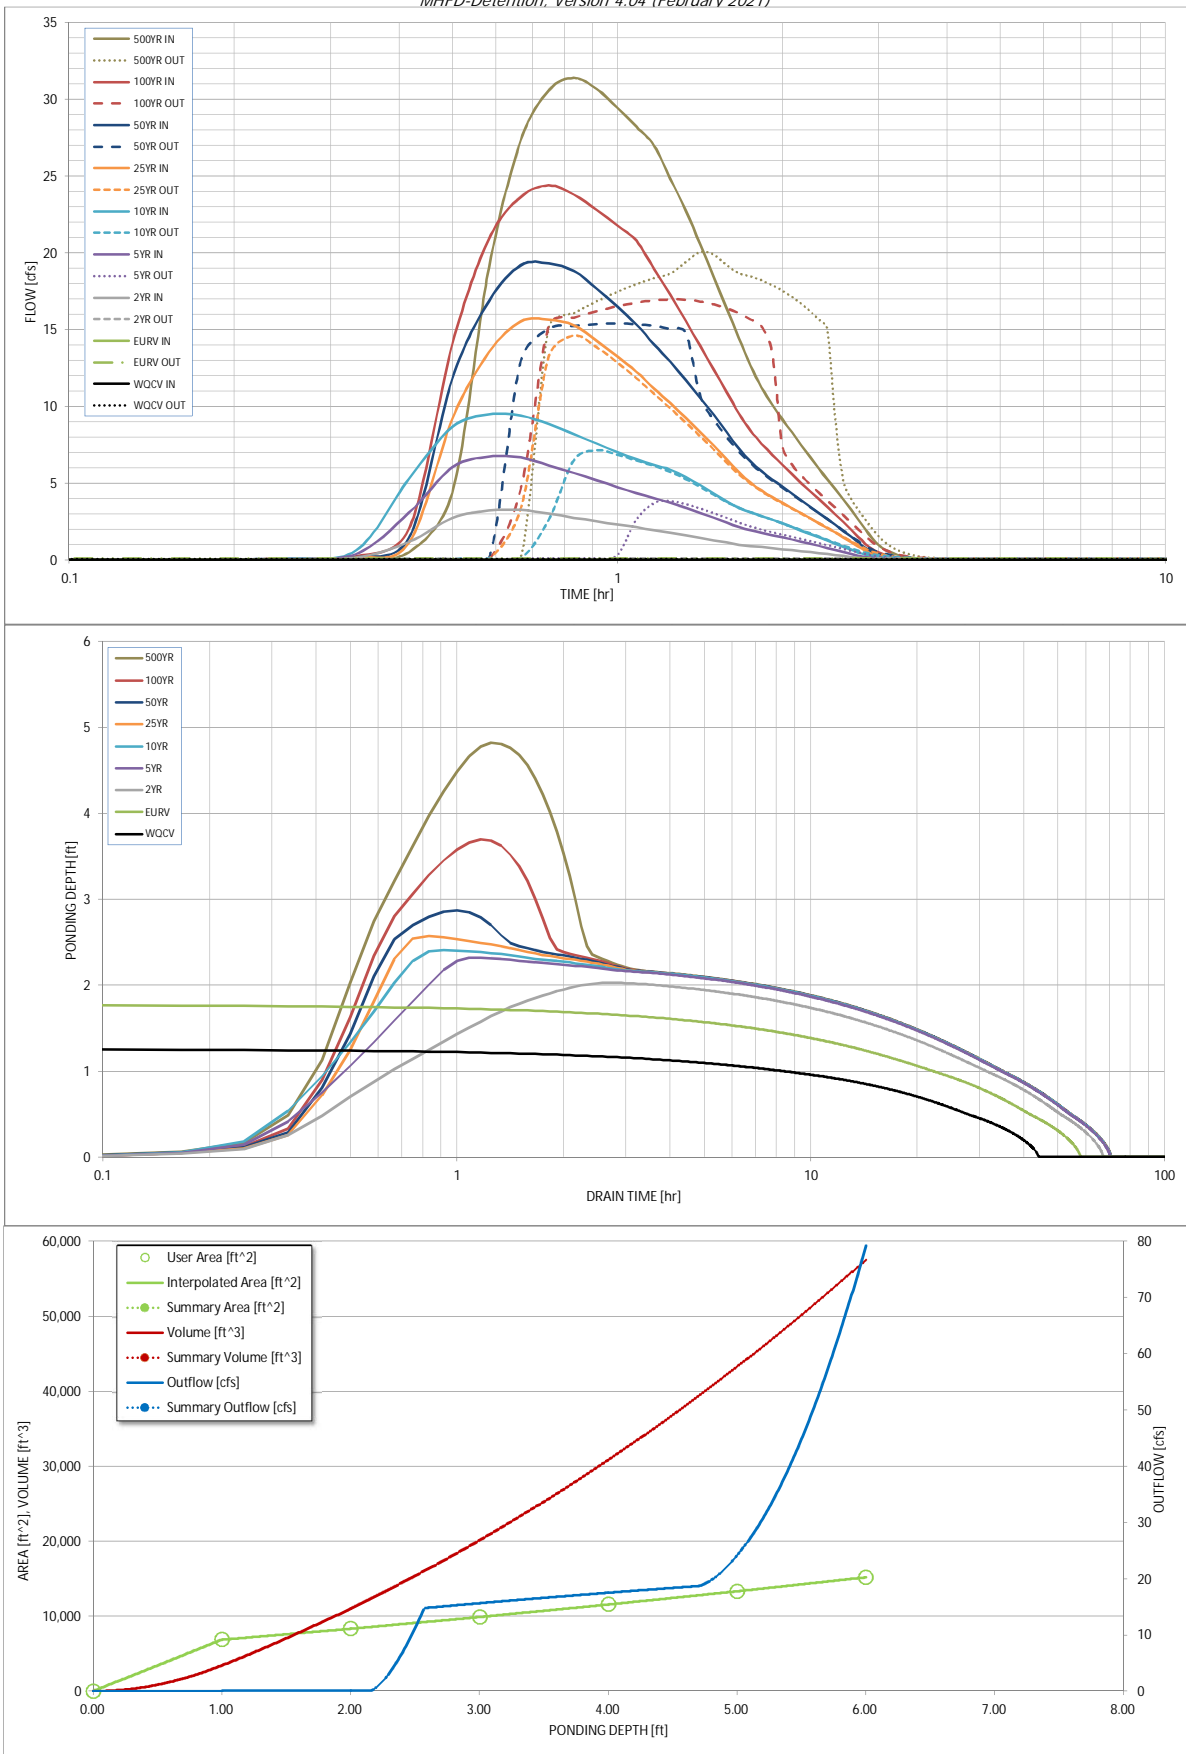 MHFD-Detention, Version 4.04 (February 2021)
35
30
25
20
15
10
5
0
FLOW [cfs]
500YR IN
500YR OUT
100YR IN
100YR OUT
50YR IN
50YR OUT
25YR IN
25YR OUT
10YR IN
10YR OUT
5YR IN
5YR OUT
2YR IN
2YR OUT
EURV IN
EURV OUT
WQCV IN
WQCV OUT
0.1
1
10
TIME [hr]
6
5
4
3
2
1
0
PONDING DEPTH [ft]
500YR
100YR
50YR
25YR
10YR
5YR
2YR
EURV
WQCV
0.1
1
10
100
DRAIN TIME [hr]
60,000
50,000
40,000
30,000
20,000
10,000
0
AREA [ft^2], VOLUME [ft^3]
User Area [ft^2]
Interpolated Area [ft^2]
Summary Area [ft^2]
Volume [ft^3]
Summary Volume [ft^3]
Outflow [cfs]
Summary Outflow [cfs]
80
70
60
50
40
30
20
10
0
OUTFLOW [cfs]
0.00
1.00
2.00
3.00
4.00
5.00
6.00
7.00
8.00
PONDING DEPTH [ft]